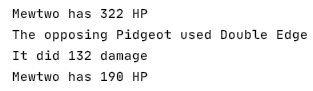 Mewtwo has 322 HP
The opposing Pidgeot used Double Edge
It did 132 damage
Mewtwo has 190 HP